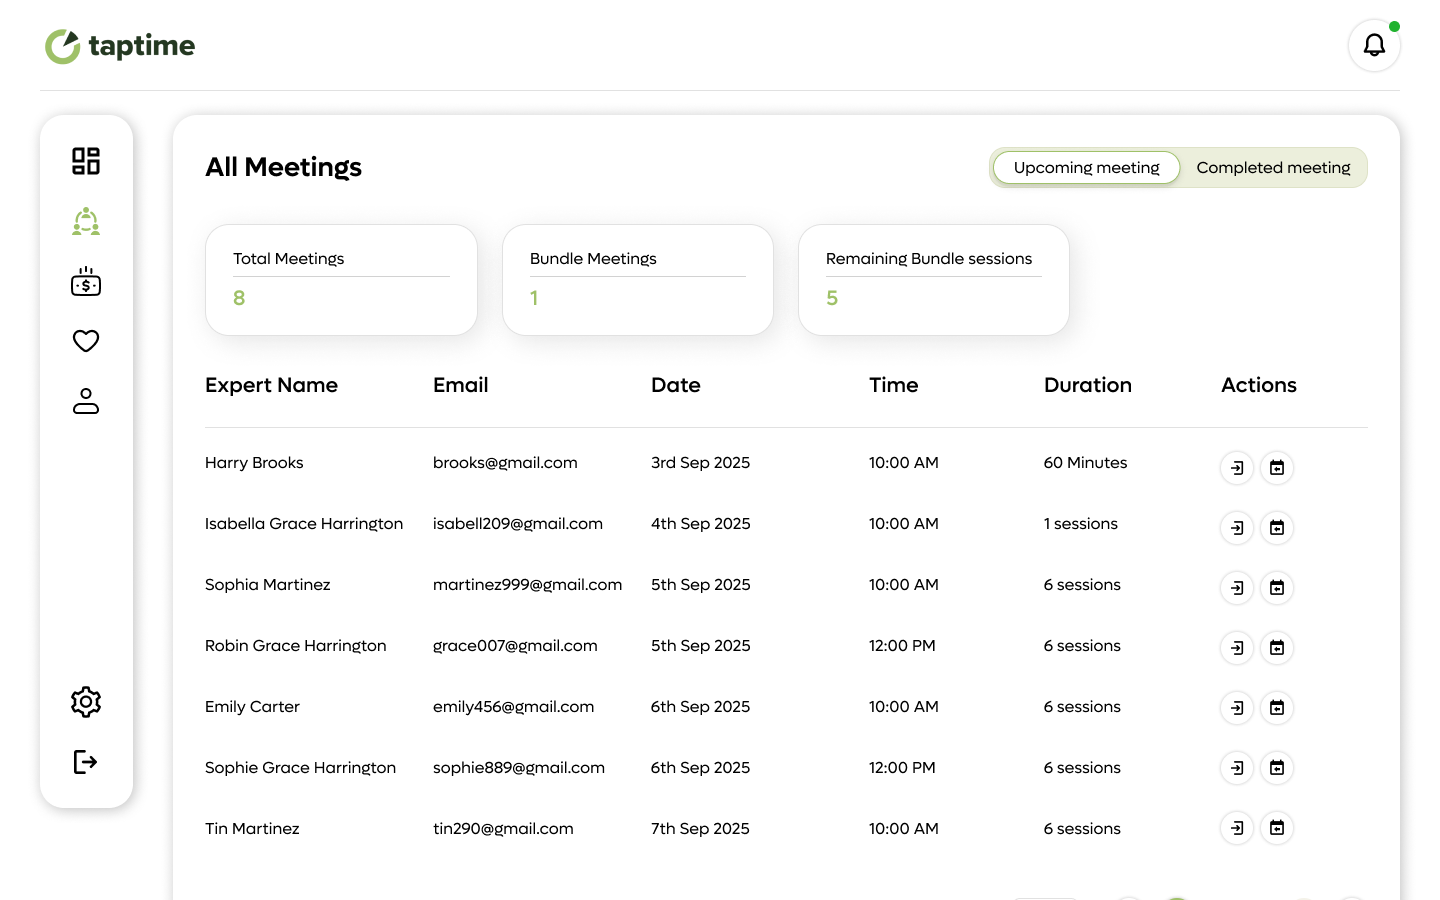 taptime
All Meetings
Upcoming meeting Completed meeting
Total Meetings
8
Bundle Meetings
1
Remaining Bundle sessions
5
Expert Name Email Date Time Duration Actions
Harry Brooks brooks@gmail.com 3rd Sep 2025 10:00 AM 60 Minutes
Isabella Grace Harrington isabell209@gmail.com 4th Sep 2025 10:00 AM 1 sessions
Sophia Martinez martinez999@gmail.com 5th Sep 2025 10:00 AM 6 sessions
Robin Grace Harrington grace007@gmail.com 5th Sep 2025 12:00 PM 6 sessions
Emily Carter emily456@gmail.com 6th Sep 2025 10:00 AM 6 sessions
Sophie Grace Harrington sophie889@gmail.com 6th Sep 2025 12:00 PM 6 sessions
Tin Martinez tin290@gmail.com 7th Sep 2025 10:00 AM 6 sessions